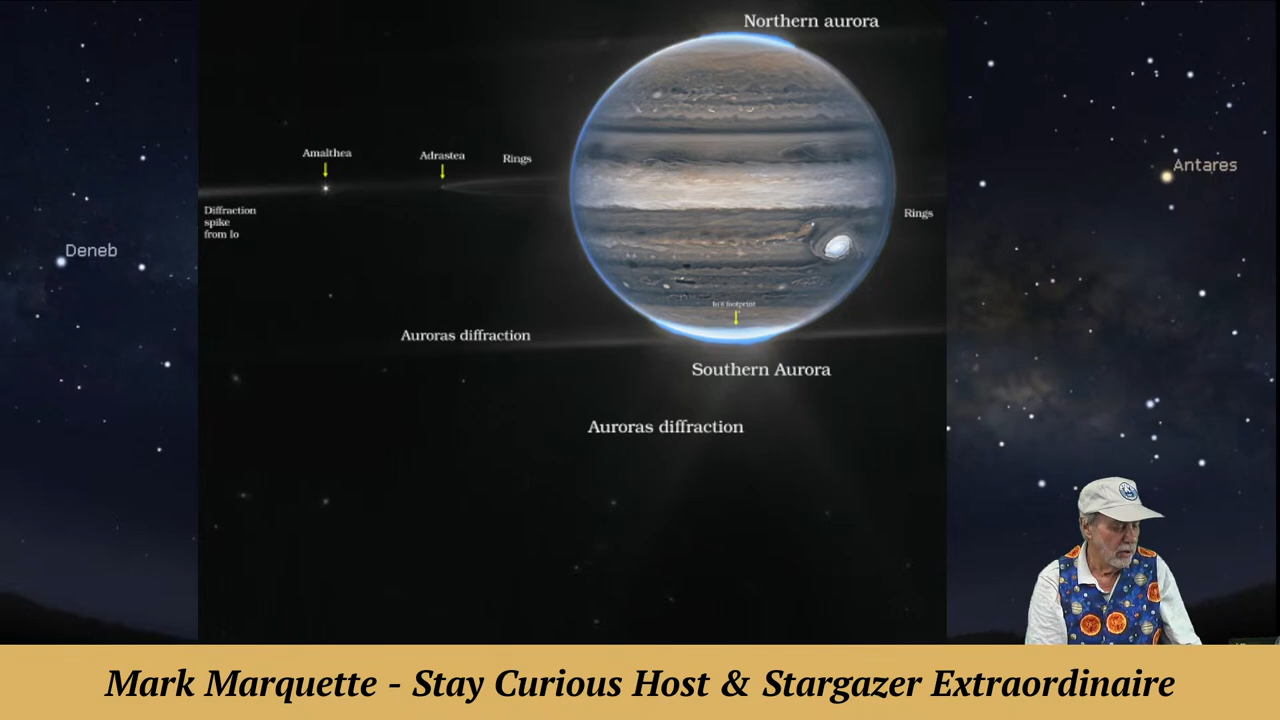 Northern aurora
Amalthea
Adrastea
Rings
Antares
Diffraction
spike
from Io
Rings
Deneb
Io's footprint
Auroras diffraction
Southern Aurora
Auroras diffraction
Mark Marquette - Stay Curious Host & Stargazer Extraordinaire